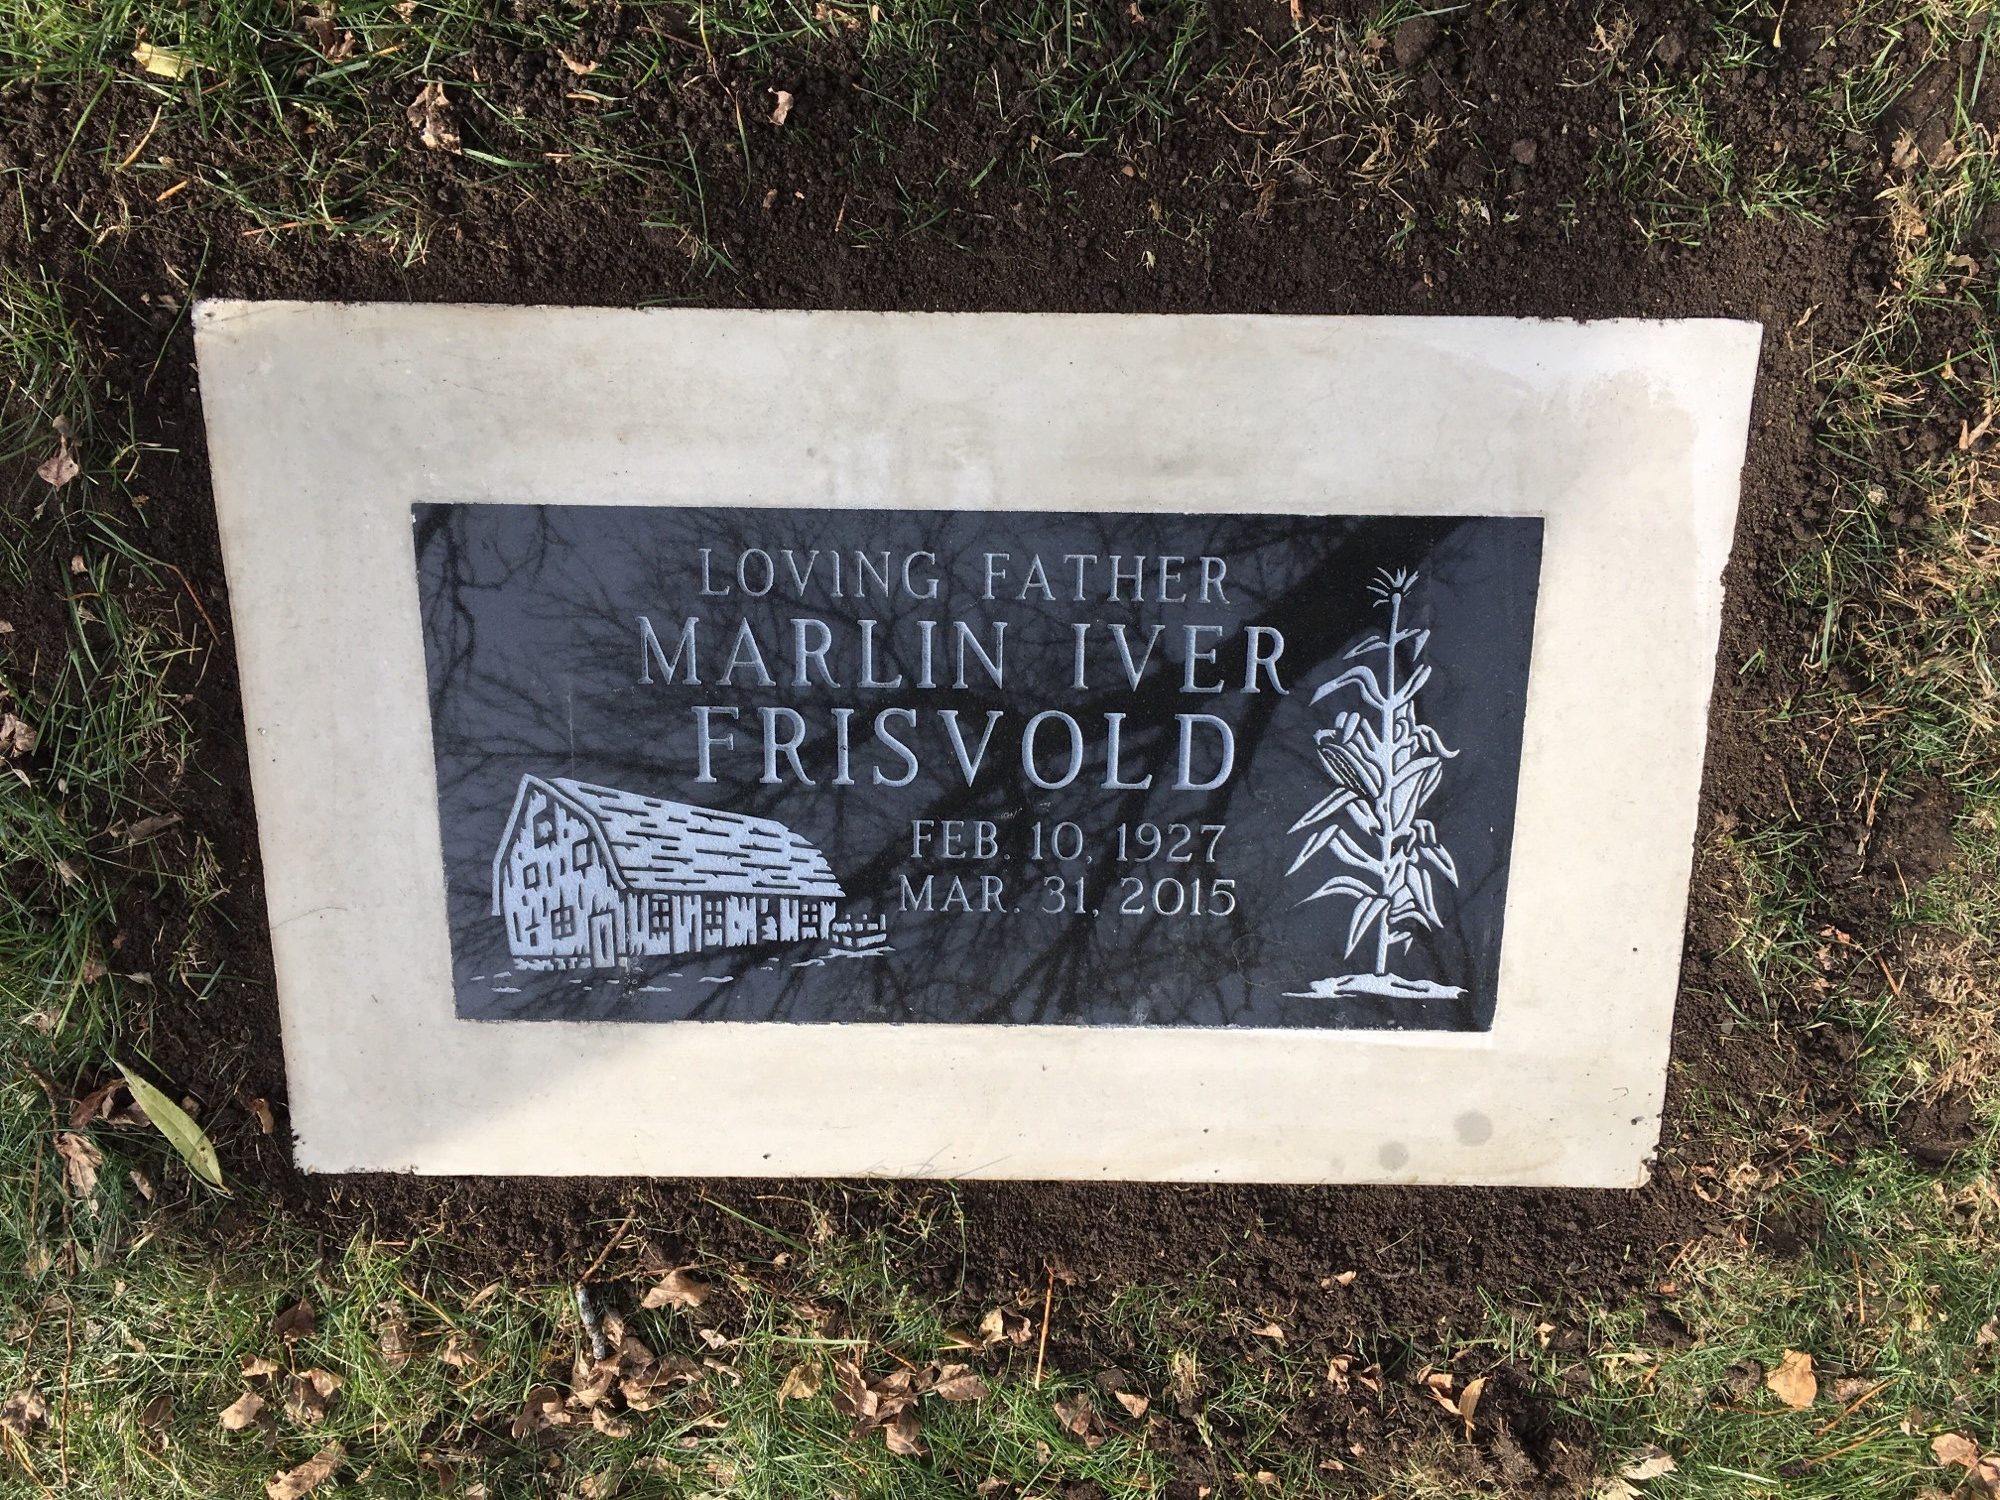 LOVING FATHER
MARLIN IVER
FRISVOLD
FEB. 10, 1927
MAR. 31, 2015